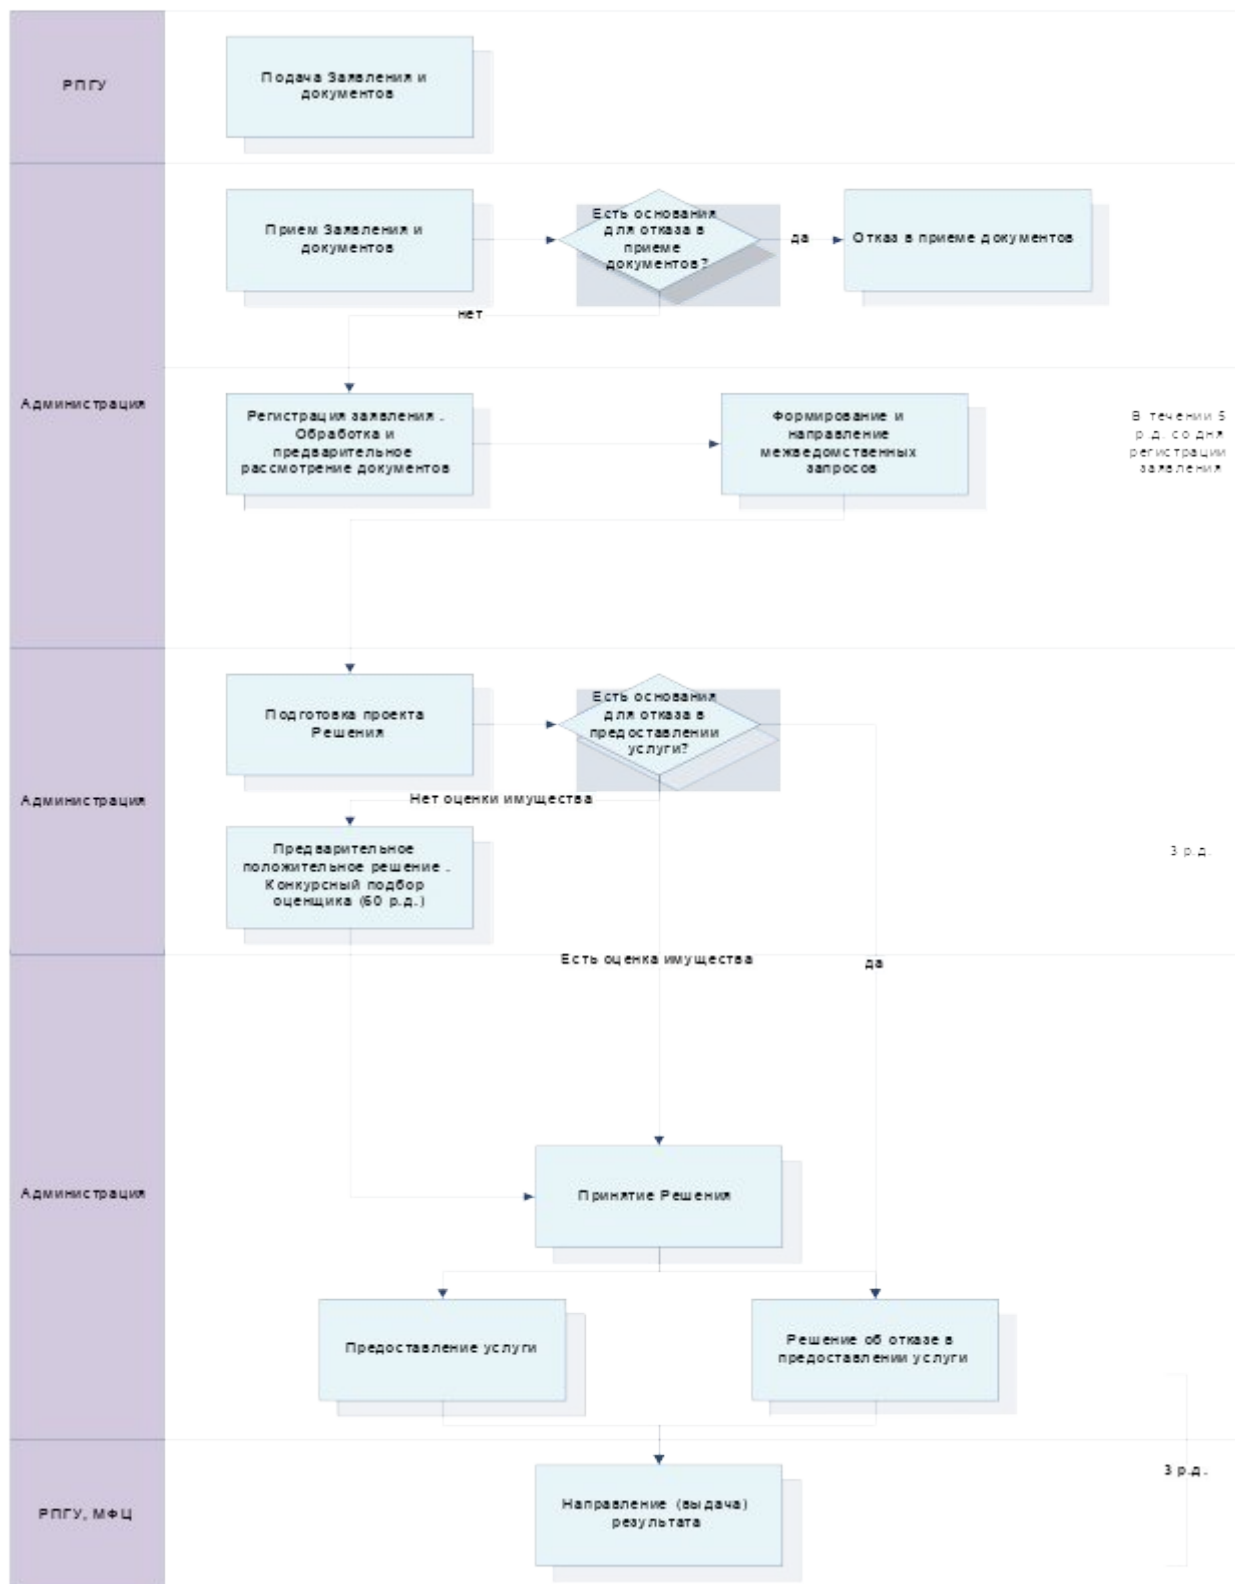 РПГУ
Подача Заявления и
документов
Администрация
Прием Заявления и
документов
Есть основания
для отказа в
приеме
документов?
да
Отказ в приеме документов
нет
Регистрация заявления .
Обработка и
предварительное
рассмотрение документов
Формирование и
направление
межведомственных
запросов
В течении 5
р.д. со дня
регистрации
заявления
Администрация
Подготовка проекта
Решения
Есть основания
для отказа в
предоставлении
услуги?
Нет оценки имущества
Предварительное
положительное решение .
Конкурсный подбор
оценщика (60 р.д.)
3 р.д.
Есть оценка имущества
да
Администрация
Принятие Решения
Предоставление услуги
Решение об отказе в
предоставлении услуги
3 р.д.
РПГУ, МФЦ
Направление (выдача)
результата